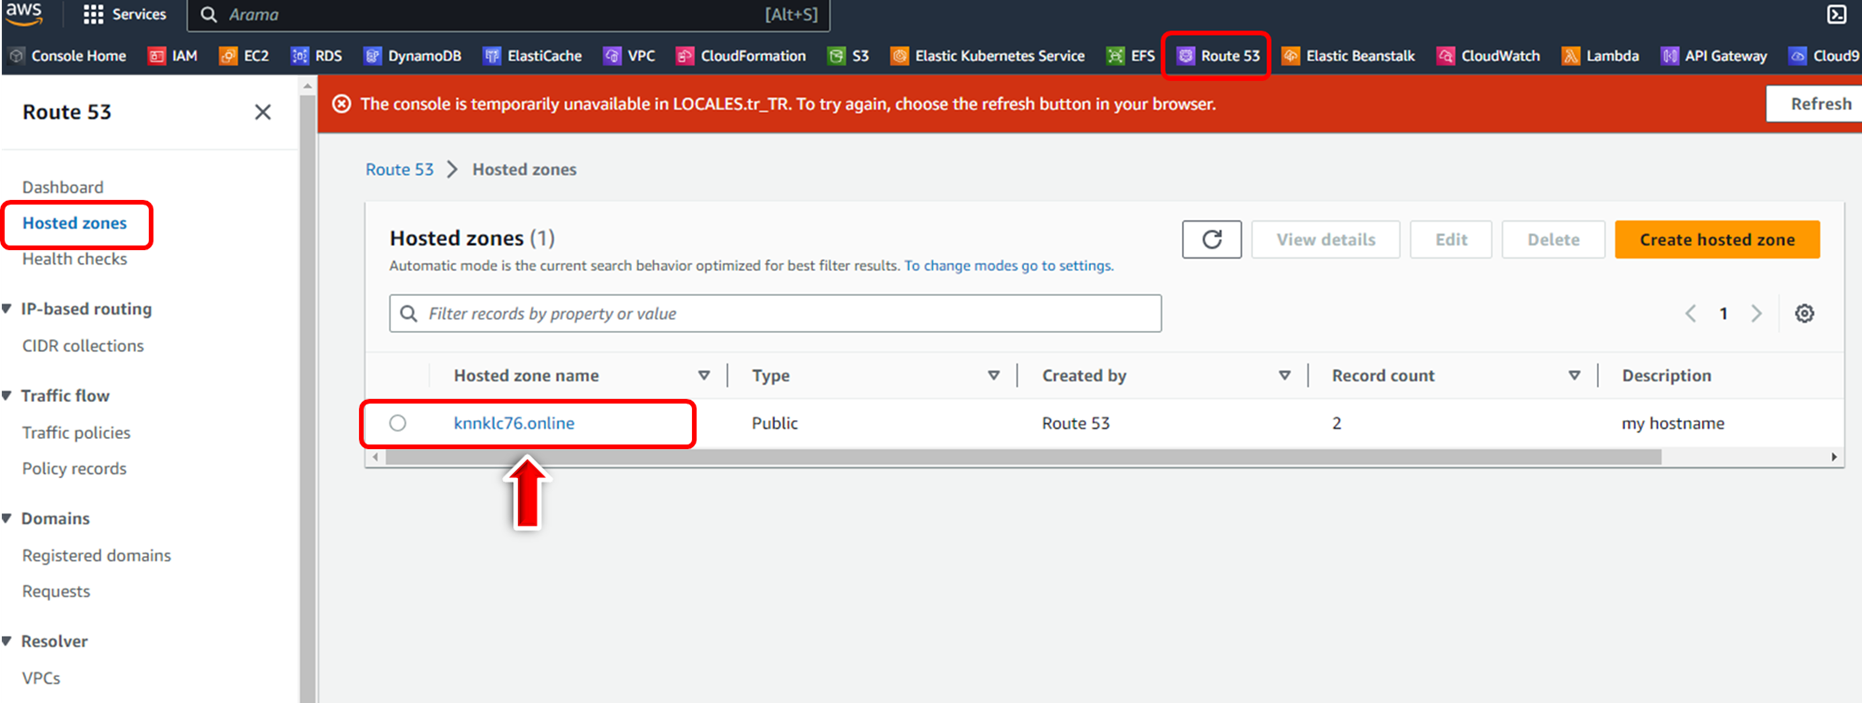 aws Services Arama [Alt+S]
Console Home IAM EC2 RDS DynamoDB ElastiCache VPC CloudFormation S3 Elastic Kubernetes Service EFS Route 53 Elastic Beanstalk CloudWatch Lambda API Gateway Cloud9
Route 53
The console is temporarily unavailable in LOCALES.tr_TR. To try again, choose the refresh button in your browser.
Refresh
Dashboard
Hosted zones
Health checks
IP-based routing
CIDR collections
Traffic flow
Traffic policies
Policy records
Domains
Registered domains
Requests
Resolver
VPCs
Route 53 > Hosted zones
Hosted zones (1)
Automatic mode is the current search behavior optimized for best filter results. To change modes go to settings.
View details Edit Delete Create hosted zone
Filter records by property or value
1
Hosted zone name Type Created by Record count Description
knnklc76.online Public Route 53 2 my hostname